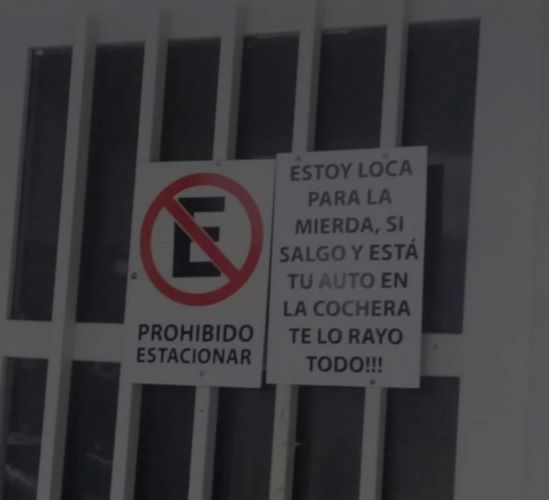 E
PROHIBIDO
ESTACIONAR
ESTOY LOCA
PARA LA
MIERDA, SI
SALGO Y ESTÁ
TU AUTO EN
LA COCHERA
TE LO RAYO
TODO!!!